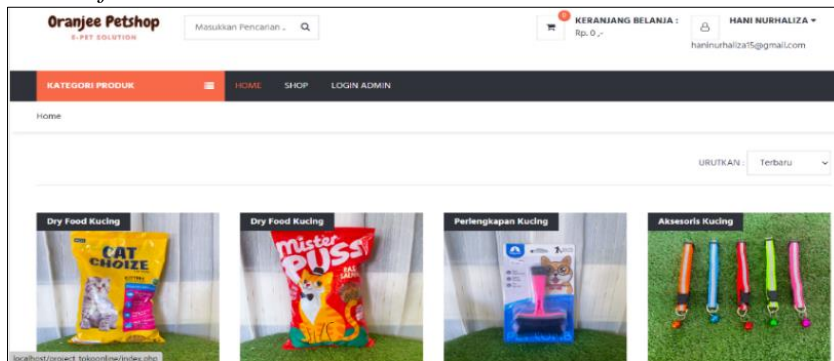 Oranjee Petshop
E-PET SOLUTION
Masukkan Pencarian ..
0
KERANJANG BELANJA :
Rp. 0 ,-
HANI NURHALIZA
haninurhaliza15@gmail.com
KATEGORI PRODUK
HOME
SHOP
LOGIN ADMIN
Home
URUTKAN :
Terbaru
Dry Food Kucing
Dry Food Kucing
Perlengkapan Kucing
Aksesoris Kucing
CAT
CHOIZE
mister
PUSS
localhost/project_tokoonline/index.php